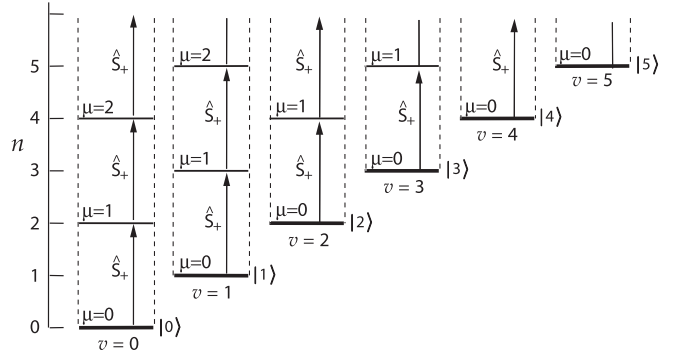 Ŝ+ μ=2 Ŝ+ μ=1 Ŝ+ μ=0 |5⟩
5 v = 5
μ=2 Ŝ+ μ=1 Ŝ+ μ=0 |4⟩
4 v = 4
n
Ŝ+ μ=1 Ŝ+ μ=0 |3⟩
3 v = 3
μ=1 Ŝ+ μ=0 |2⟩
2 v = 2
Ŝ+ μ=0 |1⟩
1 v = 1
μ=0 |0⟩
0 v = 0